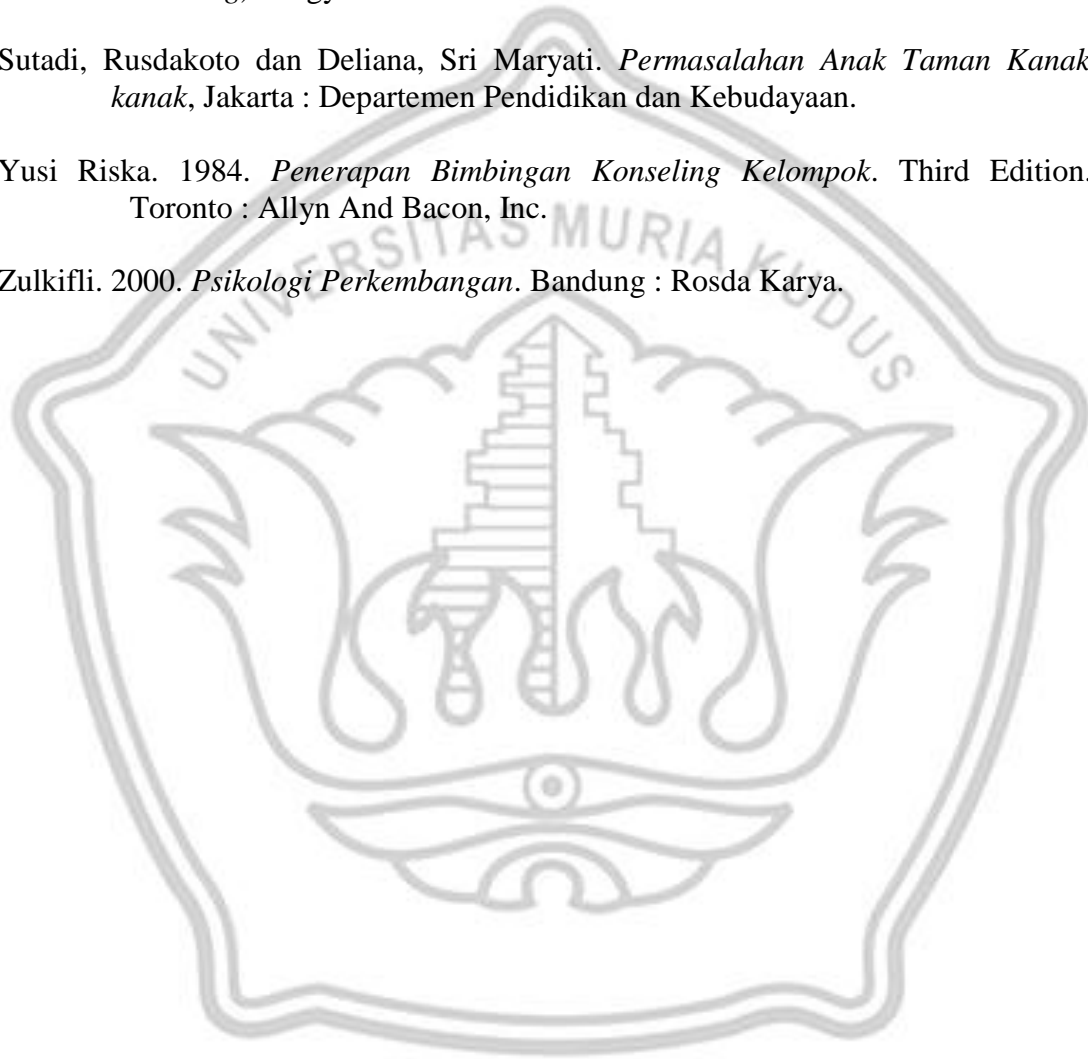 Sutadi, Rusdakoto dan Deliana, Sri Maryati. Permasalahan Anak Taman Kanak
kanak, Jakarta : Departemen Pendidikan dan Kebudayaan.
Yusi Riska. 1984. Penerapan Bimbingan Konseling Kelompok. Third Edition.
Toronto : Allyn And Bacon, Inc.
Zulkifli. 2000. Psikologi Perkembangan. Bandung : Rosda Karya.
UNIVERSITAS MURIA KUDUS